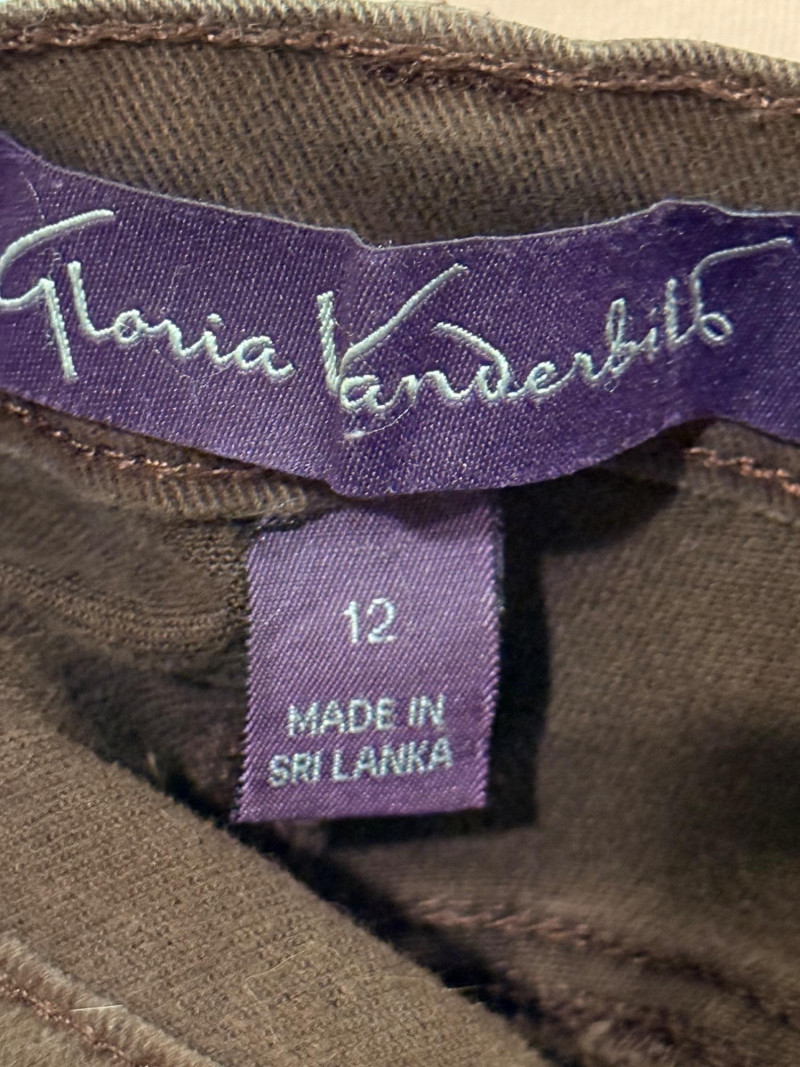 Gloria Vanderbilt
12
MADE IN
SRI LANKA